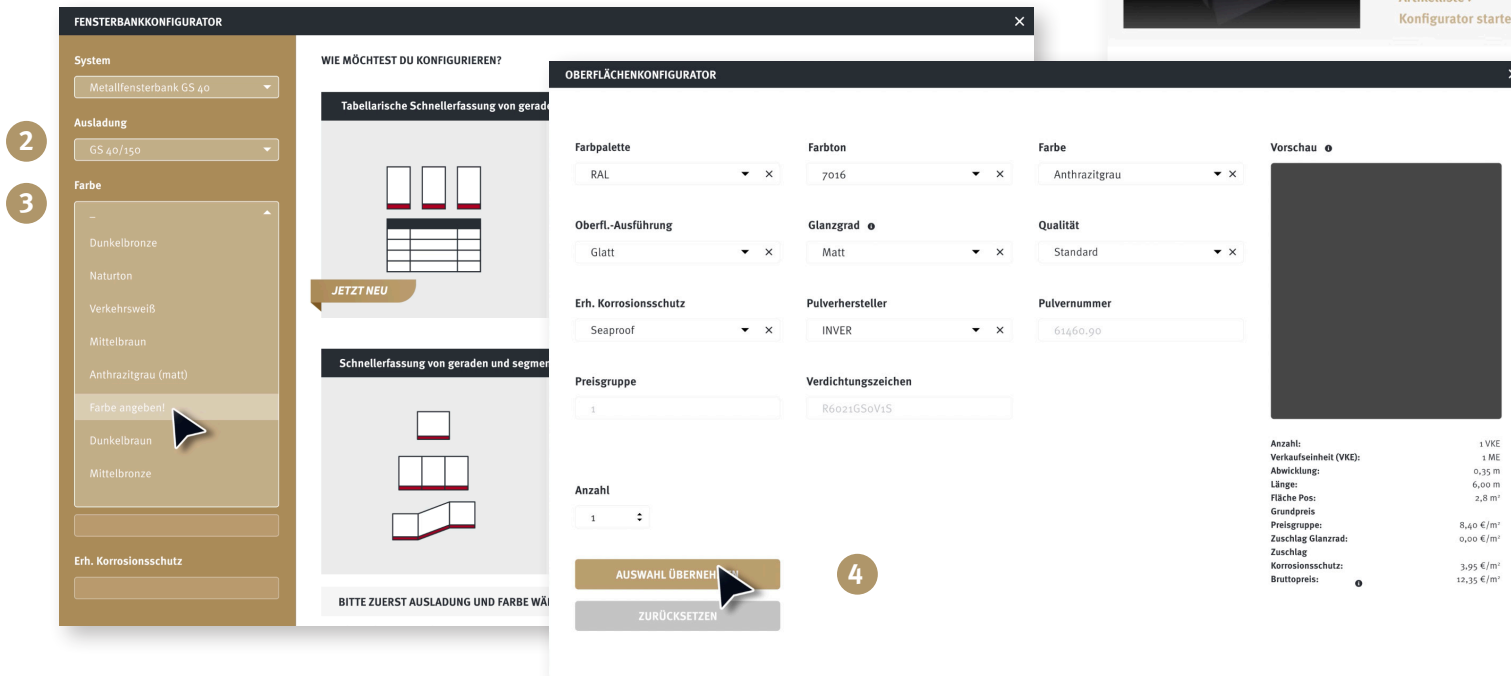 Konfigurator starte
FENSTERBANKKONFIGURATOR
System
Metallfensterbank GS 40
2
Ausladung
GS 40/150
3
Farbe
–
Dunkelbronze
Naturton
Verkehrsweiß
Mittelbraun
Anthrazitgrau (matt)
Farbe angeben!
Dunkelbraun
Mittelbronze
Erh. Korrosionsschutz
WIE MÖCHTEST DU KONFIGURIEREN?
Tabellarische Schnellerfassung von gerade
JETZT NEU
Schnellerfassung von geraden und segmen
BITTE ZUERST AUSLADUNG UND FARBE WÄ
OBERFLÄCHENKONFIGURATOR
Farbpalette Farbton Farbe
RAL 7016 Anthrazitgrau
Oberfl.-Ausführung Glanzgrad Qualität
Glatt Matt Standard
Erh. Korrosionsschutz Pulverhersteller Pulvernummer
Seaproof INVER 61460.90
Preisgruppe Verdichtungszeichen
1 R6021GS0V1S
Anzahl
1
AUSWAHL ÜBERNEH
4
ZURÜCKSETZEN
Vorschau
Anzahl: 1 VKE
Verkaufseinheit (VKE): 1 ME
Abwicklung: 0,35 m
Länge: 6,00 m
Fläche Pos: 2,8 m²
Grundpreis
Preisgruppe: 8,40 €/m²
Zuschlag Glanzrad: 0,00 €/m²
Zuschlag
Korrosionsschutz: 3,95 €/m²
Bruttopreis: 12,35 €/m²